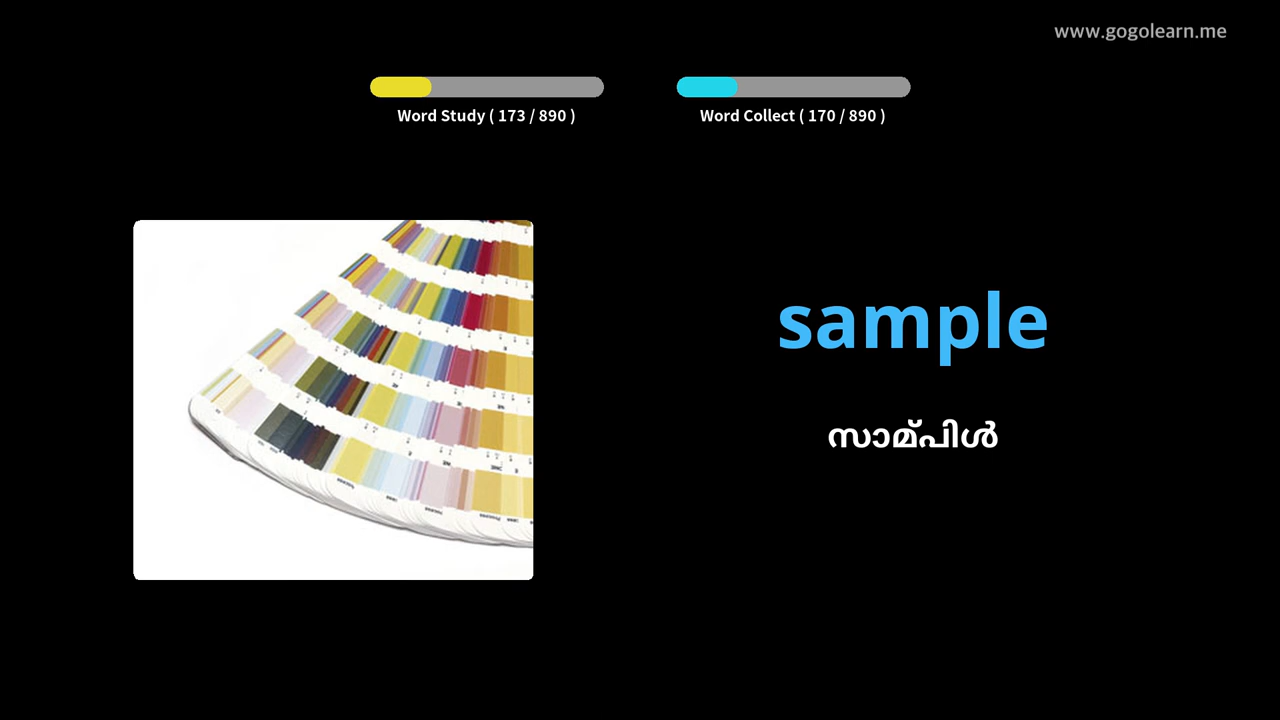 www.gogolearn.me
Word Study ( 173 / 890 )
Word Collect ( 170 / 890 )
sample
സാമ്പിൾ